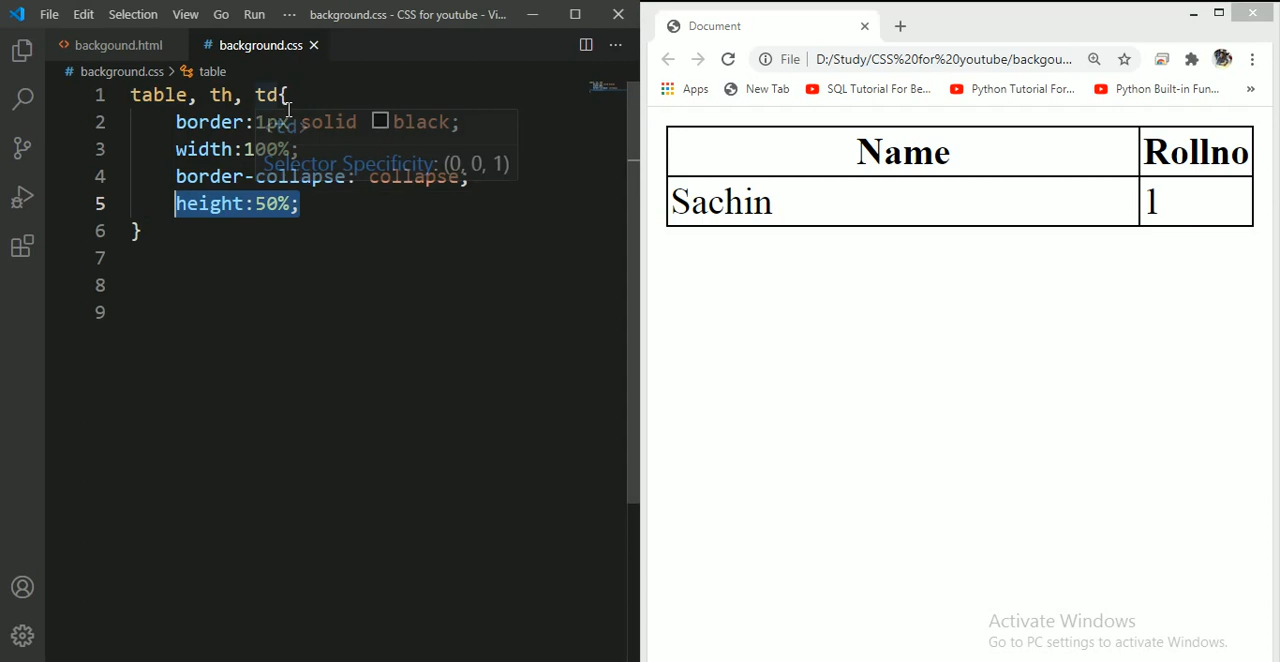 File Edit Selection View Go Run ··· background.css - CSS for youtube - Vi...
backgound.html # background.css
# background.css > table
1 table, th, td{
2 border:1px solid black;
<td>
3 width:100%;
Selector Specificity: (0, 0, 1)
4 border-collapse: collapse;
5 height:50%;
6 }
7
8
9
Document
File D:/Study/CSS%20for%20youtube/backgou...
Apps New Tab SQL Tutorial For Be... Python Tutorial For... Python Built-in Fun... »
Name Rollno
Sachin 1
Activate Windows
Go to PC settings to activate Windows.